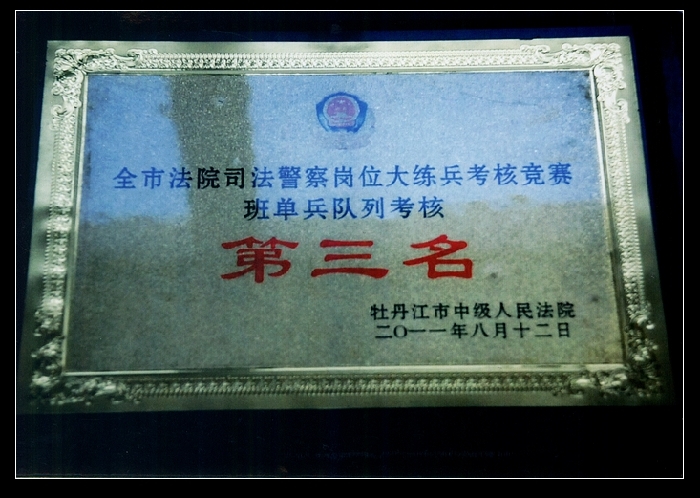 全市法院司法警察岗位大练兵考核竞赛
班单兵队列考核
第三名
牡丹江市中级人民法院
二〇一一年八月十二日